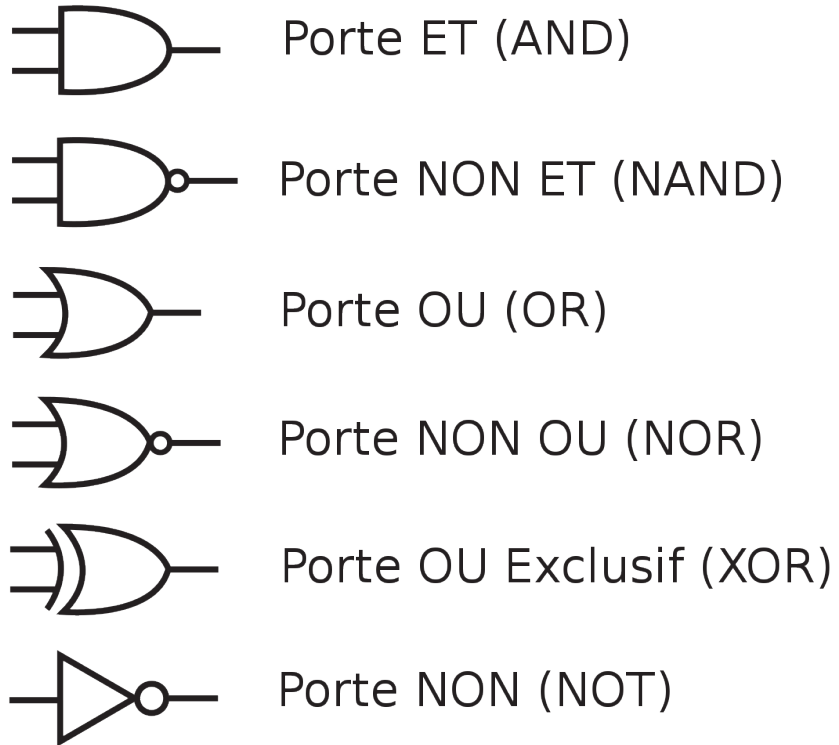 Porte ET (AND)
Porte NON ET (NAND)
Porte OU (OR)
Porte NON OU (NOR)
Porte OU Exclusif (XOR)
Porte NON (NOT)